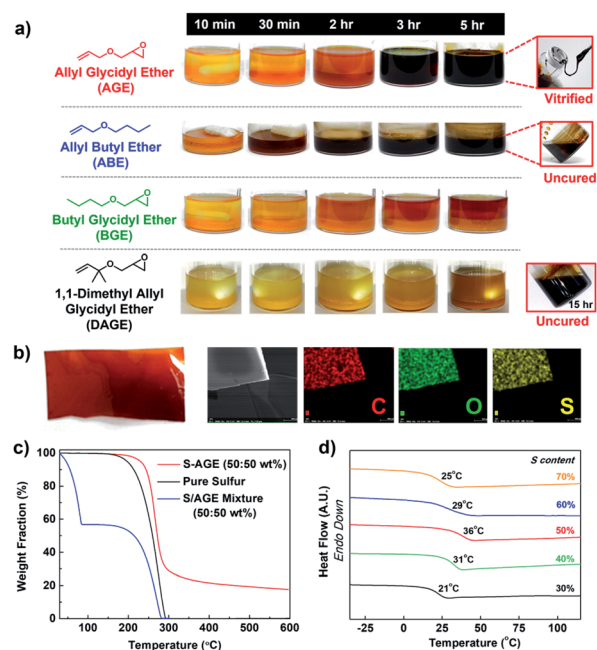 a)
10 min 30 min 2 hr 3 hr 5 hr
O O
Allyl Glycidyl Ether
(AGE)
Vitrified
O
Allyl Butyl Ether
(ABE)
Uncured
O O
Butyl Glycidyl Ether
(BGE)
O O
1,1-Dimethyl Allyl
Glycidyl Ether
(DAGE)
15 hr
Uncured
b)
C O S
c)
Weight Fraction (%)
100
80
60
40
20
0
S-AGE (50:50 wt%)
Pure Sulfur
S/AGE Mixture
(50:50 wt%)
100 200 300 400 500 600
Temperature (°C)
d)
Heat Flow (A.U.)
Endo Down
S content
25°C 70%
29°C 60%
36°C 50%
31°C 40%
21°C 30%
-25 0 25 50 75 100
Temperature (°C)